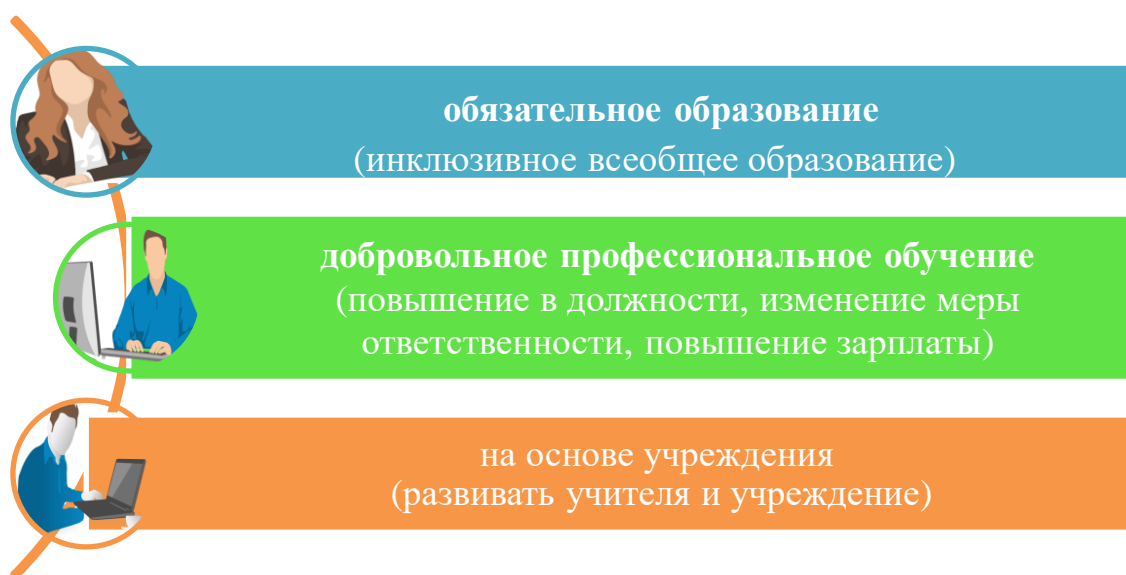 обязательное образование
(инклюзивное всеобщее образование)
добровольное профессиональное обучение
(повышение в должности, изменение меры
ответственности, повышение зарплаты)
на основе учреждения
(развивать учителя и учреждение)